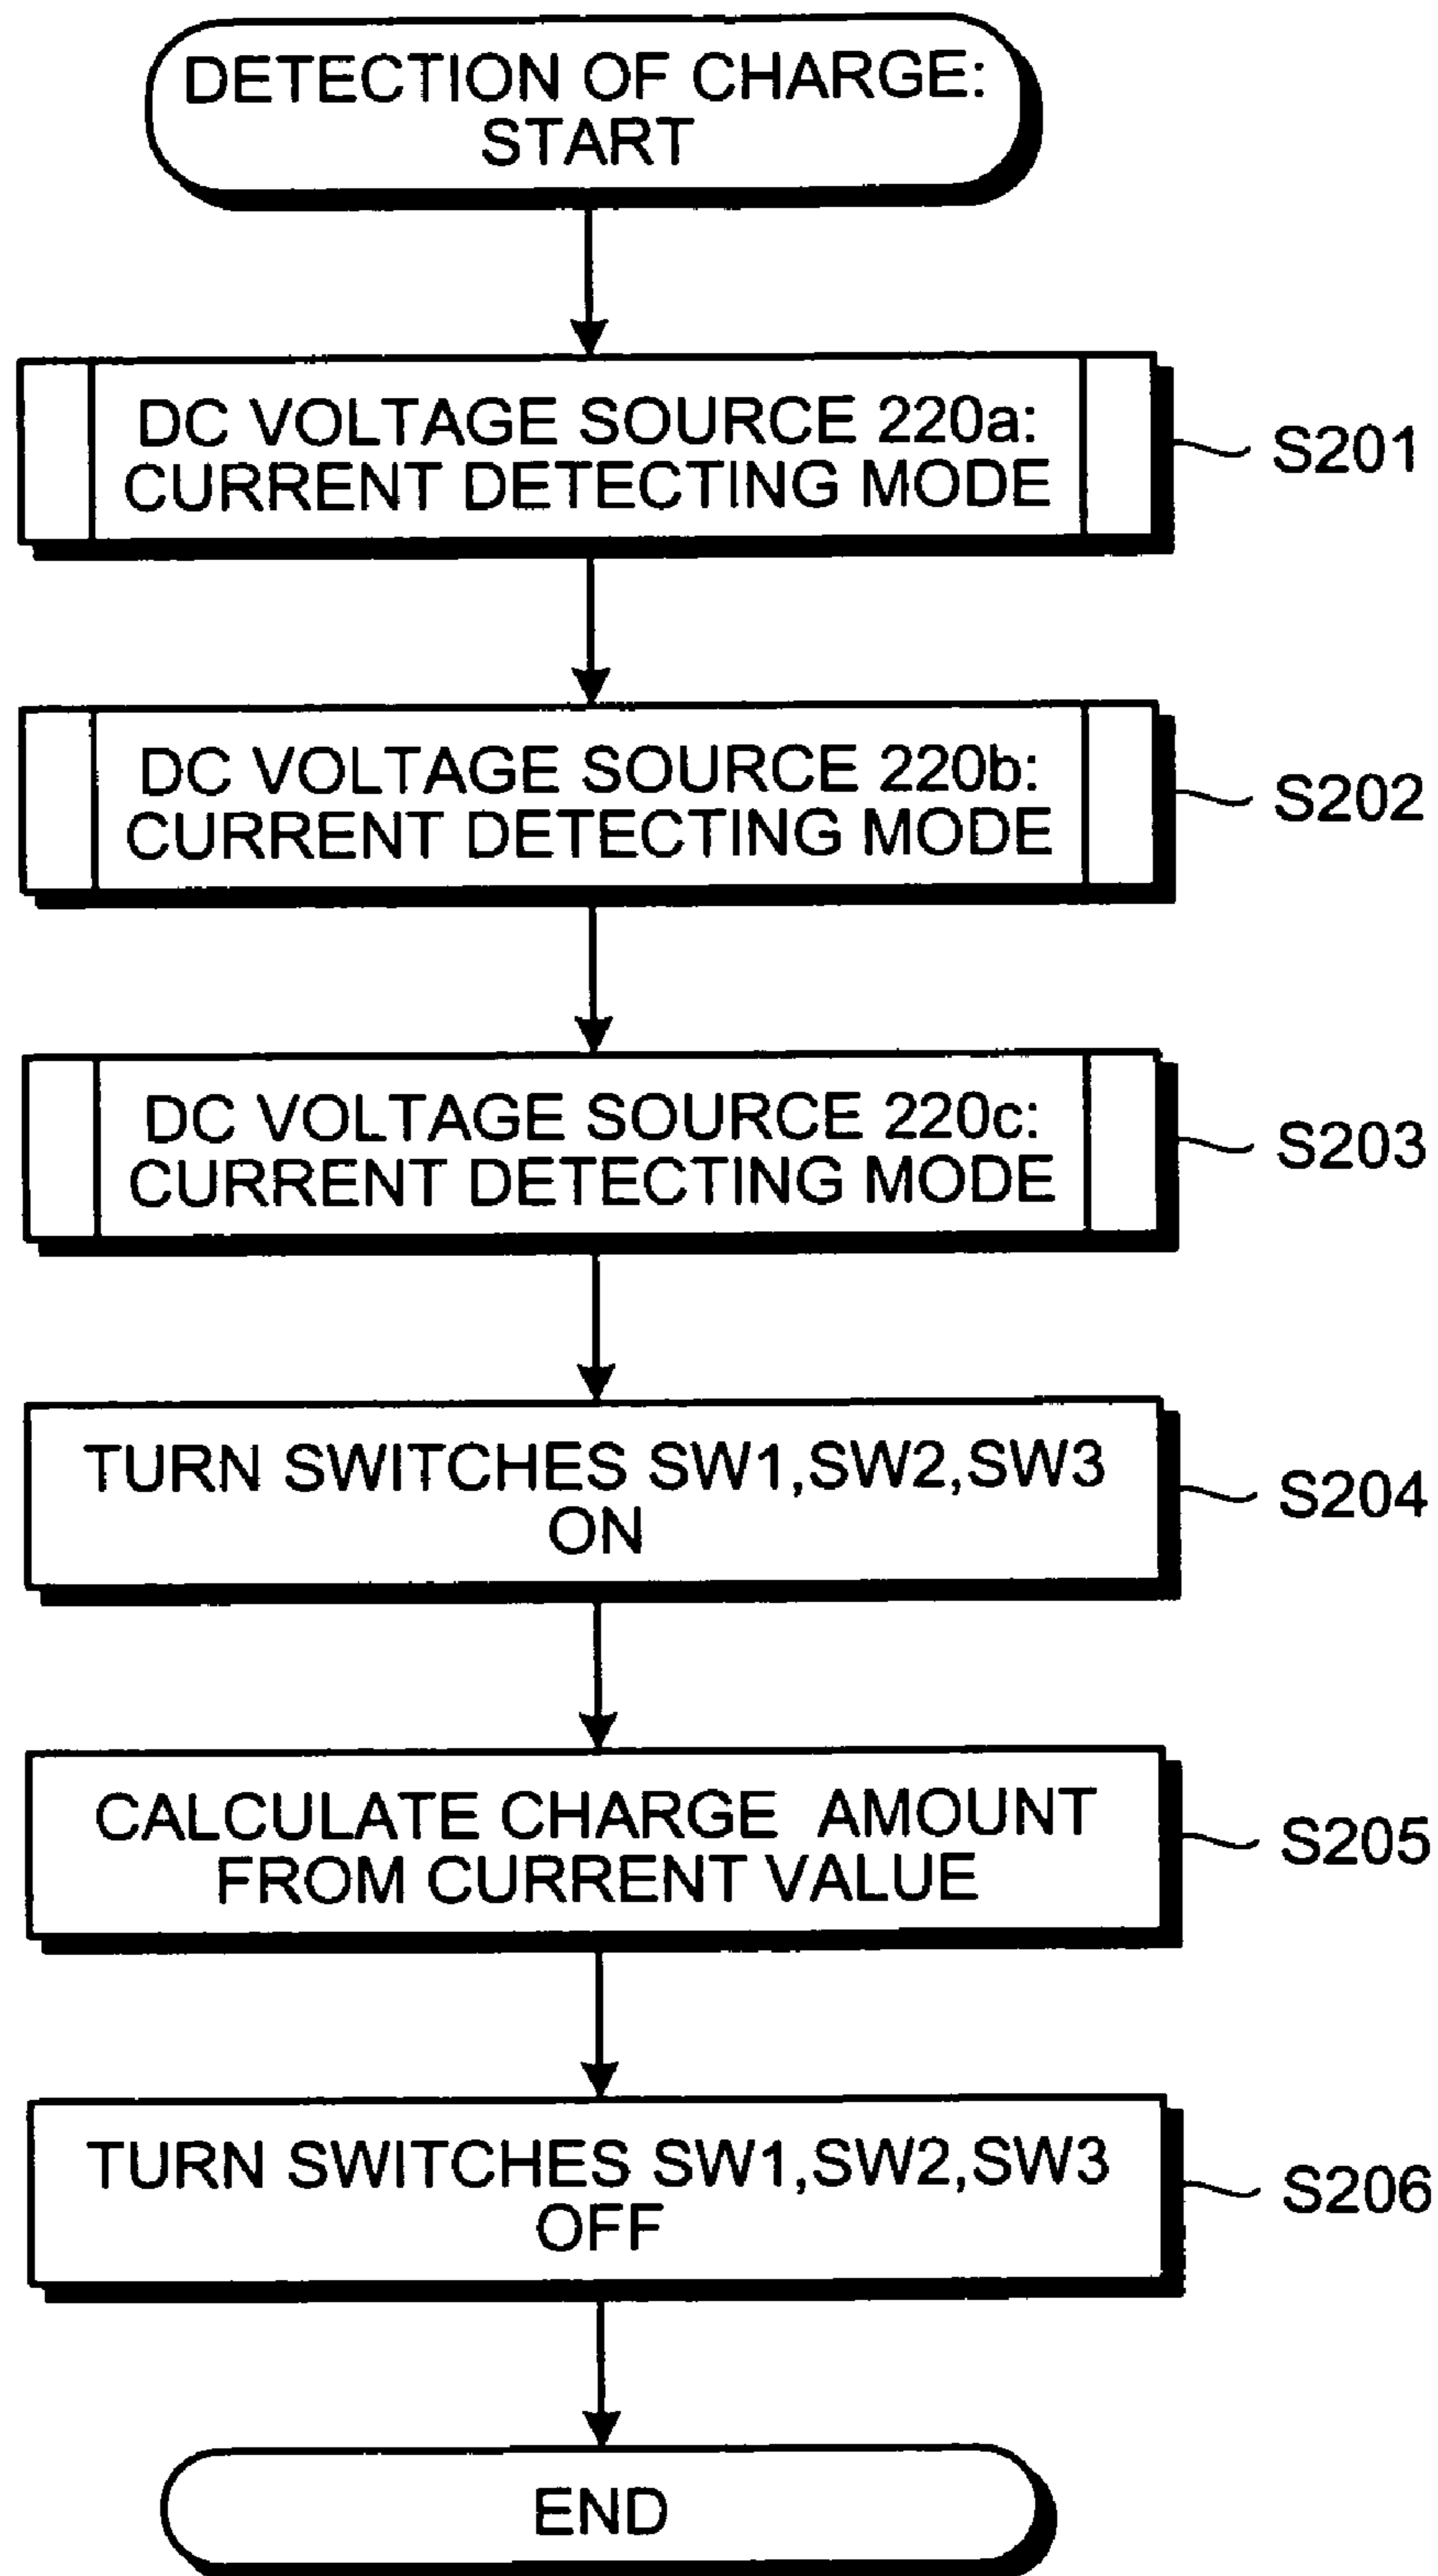 DETECTION OF CHARGE:
START
DC VOLTAGE SOURCE 220a:
CURRENT DETECTING MODE
S201
DC VOLTAGE SOURCE 220b:
CURRENT DETECTING MODE
S202
DC VOLTAGE SOURCE 220c:
CURRENT DETECTING MODE
S203
TURN SWITCHES SW1,SW2,SW3
ON
S204
CALCULATE CHARGE AMOUNT
FROM CURRENT VALUE
S205
TURN SWITCHES SW1,SW2,SW3
OFF
S206
END